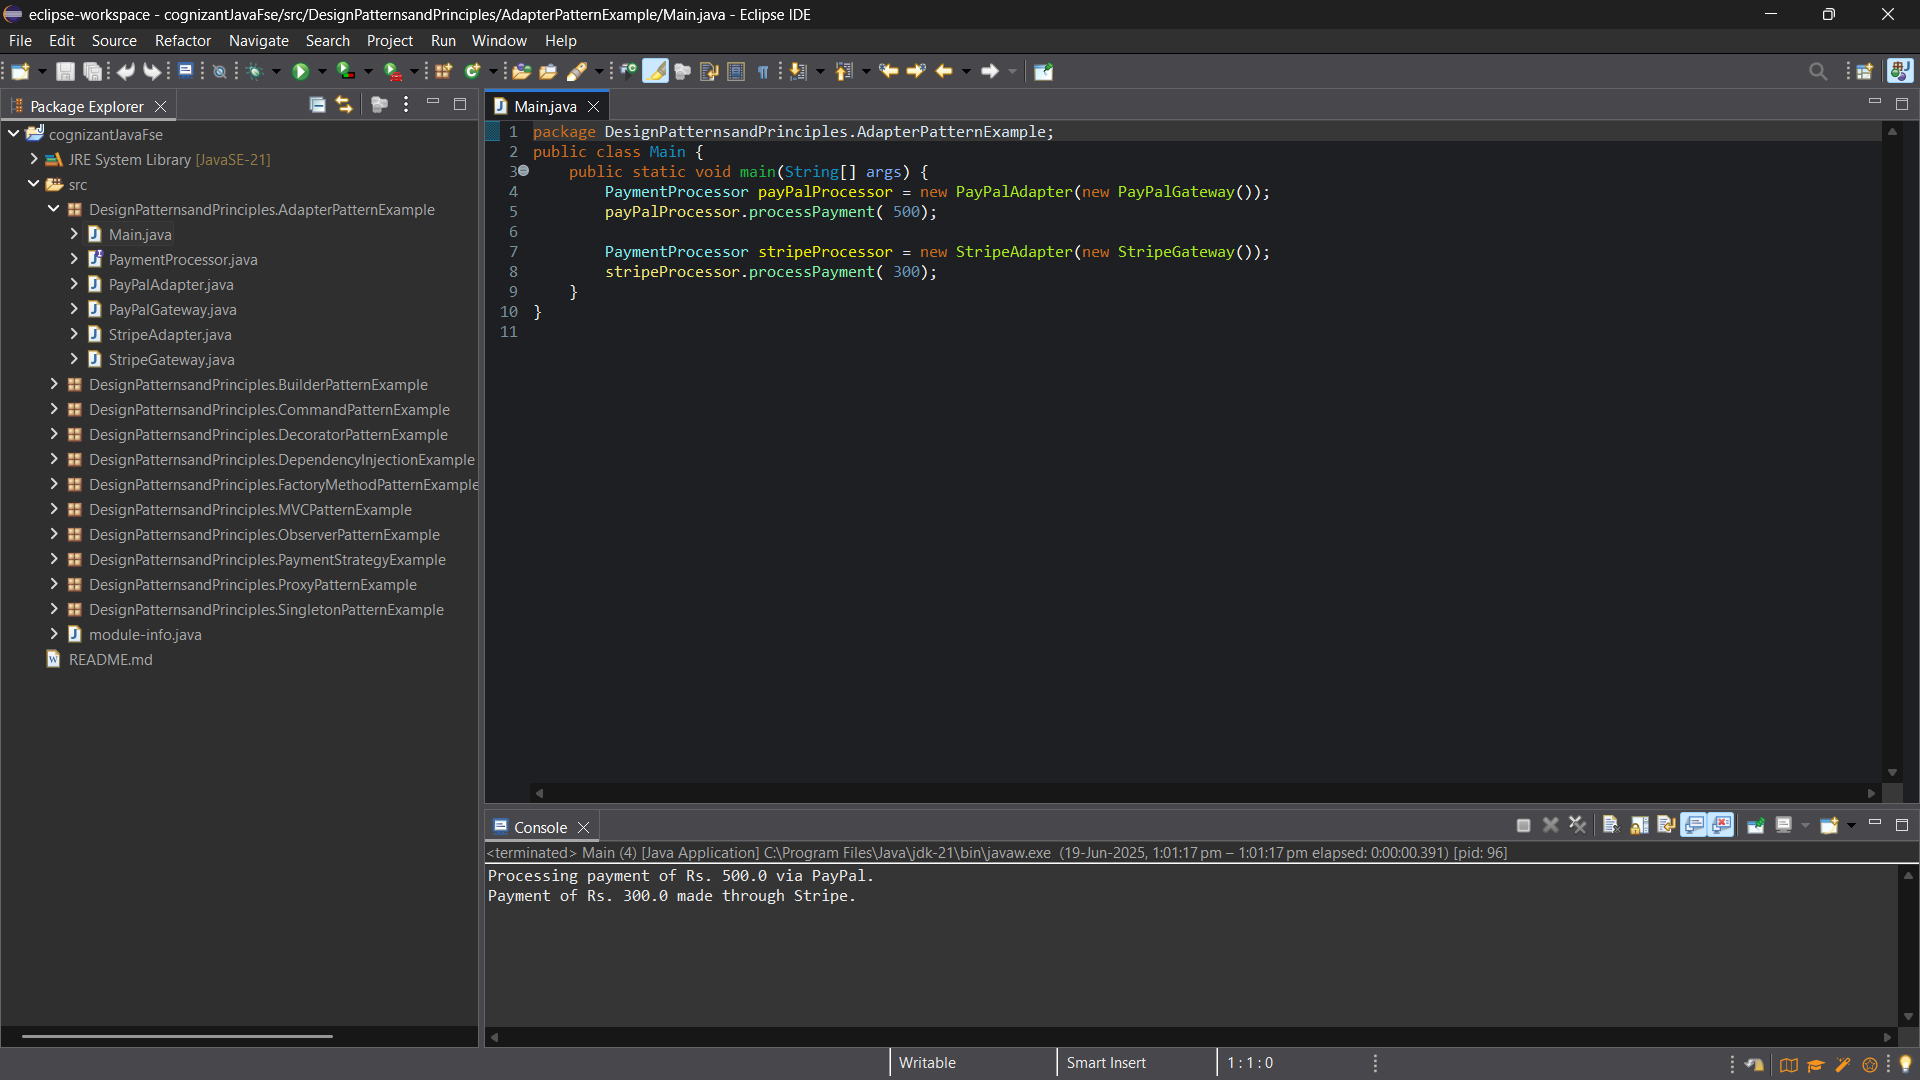 eclipse-workspace - cognizantJavaFse/src/DesignPatternsandPrinciples/AdapterPatternExample/Main.java - Eclipse IDE
File Edit Source Refactor Navigate Search Project Run Window Help
Package Explorer
cognizantJavaFse
JRE System Library [JavaSE-21]
src
DesignPatternsandPrinciples.AdapterPatternExample
Main.java
PaymentProcessor.java
PayPalAdapter.java
PayPalGateway.java
StripeAdapter.java
StripeGateway.java
DesignPatternsandPrinciples.BuilderPatternExample
DesignPatternsandPrinciples.CommandPatternExample
DesignPatternsandPrinciples.DecoratorPatternExample
DesignPatternsandPrinciples.DependencyInjectionExample
DesignPatternsandPrinciples.FactoryMethodPatternExample
DesignPatternsandPrinciples.MVCPatternExample
DesignPatternsandPrinciples.ObserverPatternExample
DesignPatternsandPrinciples.PaymentStrategyExample
DesignPatternsandPrinciples.ProxyPatternExample
DesignPatternsandPrinciples.SingletonPatternExample
module-info.java
README.md
Main.java
1 package DesignPatternsandPrinciples.AdapterPatternExample;
2 public class Main {
3     public static void main(String[] args) {
4         PaymentProcessor payPalProcessor = new PayPalAdapter(new PayPalGateway());
5         payPalProcessor.processPayment( 500);
6
7         PaymentProcessor stripeProcessor = new StripeAdapter(new StripeGateway());
8         stripeProcessor.processPayment( 300);
9     }
10 }
11
Console
<terminated> Main (4) [Java Application] C:\Program Files\Java\jdk-21\bin\javaw.exe (19-Jun-2025, 1:01:17 pm – 1:01:17 pm elapsed: 0:00:00.391) [pid: 96]
Processing payment of Rs. 500.0 via PayPal.
Payment of Rs. 300.0 made through Stripe.
Writable Smart Insert 1 : 1 : 0